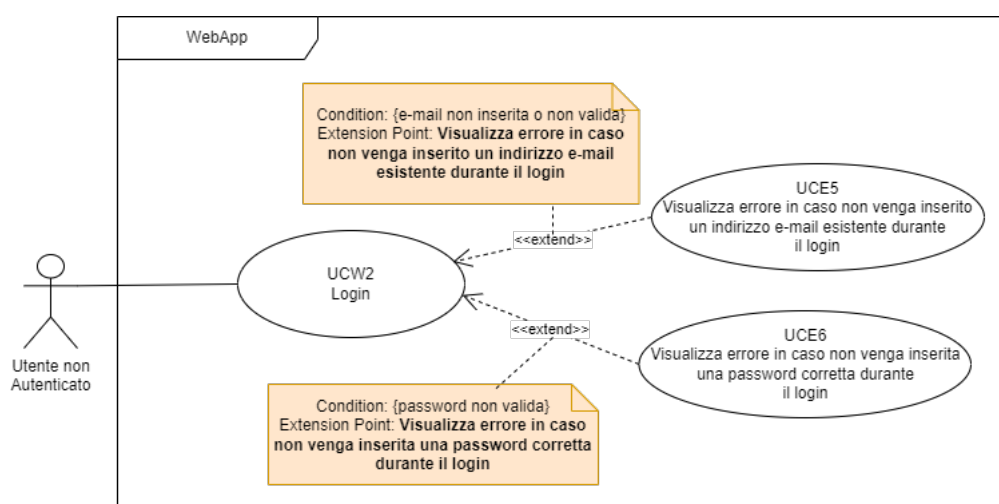 WebApp
Condition: {e-mail non inserita o non valida}
Extension Point: Visualizza errore in caso
non venga inserito un indirizzo e-mail
esistente durante il login
UCE5
Visualizza errore in caso non venga inserito
un indirizzo e-mail esistente durante
il login
<<extend>>
UCW2
Login
<<extend>>
UCE6
Visualizza errore in caso non venga inserita
una password corretta durante
il login
Utente non
Autenticato
Condition: {password non valida}
Extension Point: Visualizza errore in caso
non venga inserita una password corretta
durante il login